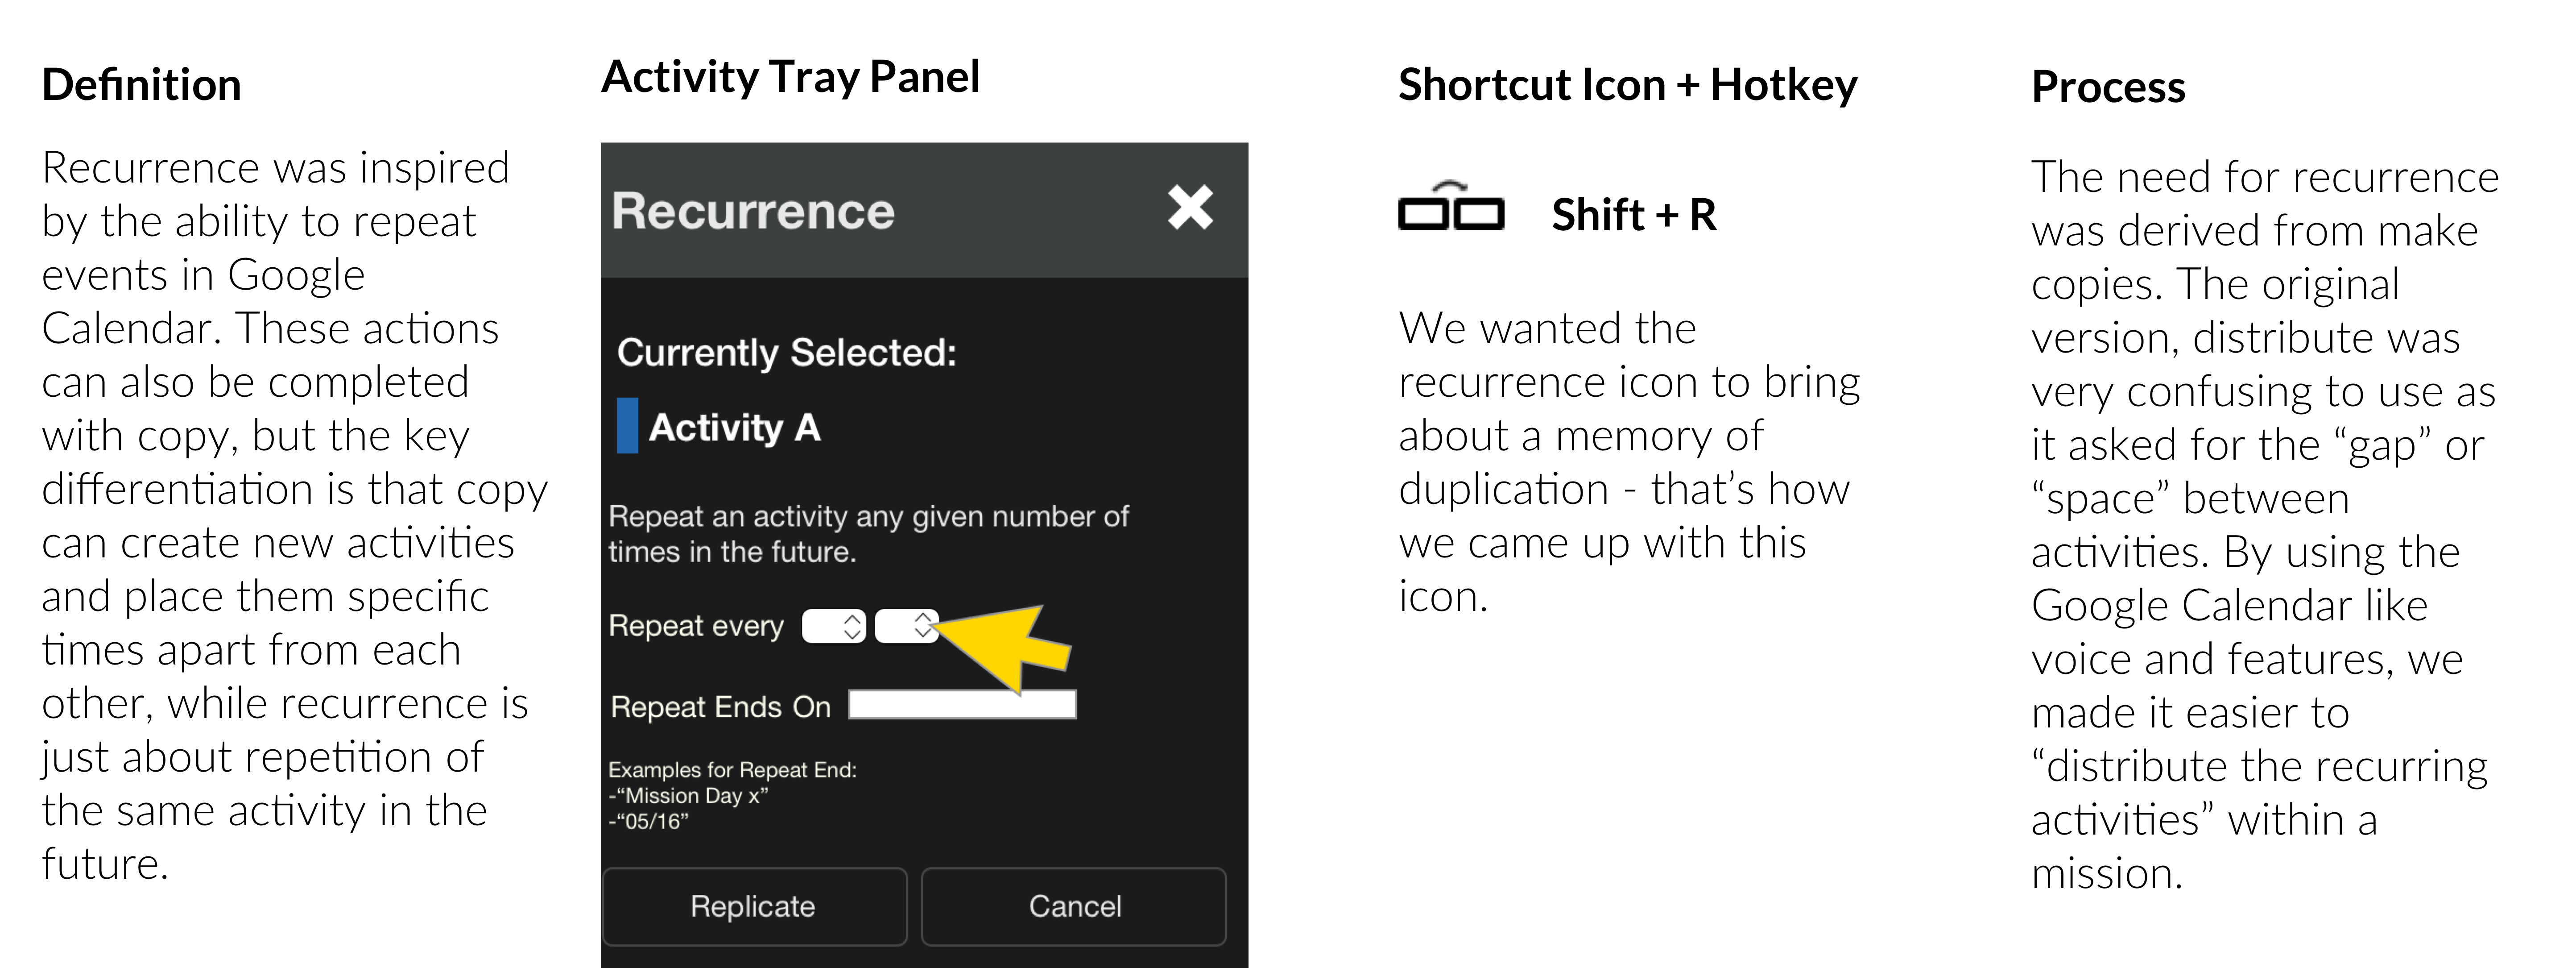 Definition
Recurrence was inspired
by the ability to repeat
events in Google
Calendar. These actions
can also be completed
with copy, but the key
differentiation is that copy
can create new activities
and place them specific
times apart from each
other, while recurrence is
just about repetition of
the same activity in the
future.
Activity Tray Panel
Recurrence
Currently Selected:
Activity A
Repeat an activity any given number of
times in the future.
Repeat every
Repeat Ends On
Examples for Repeat End:
-“Mission Day x”
-“05/16”
Replicate
Cancel
Shortcut Icon + Hotkey
Shift + R
We wanted the
recurrence icon to bring
about a memory of
duplication - that’s how
we came up with this
icon.
Process
The need for recurrence
was derived from make
copies. The original
version, distribute was
very confusing to use as
it asked for the “gap” or
“space” between
activities. By using the
Google Calendar like
voice and features, we
made it easier to
“distribute the recurring
activities” within a
mission.